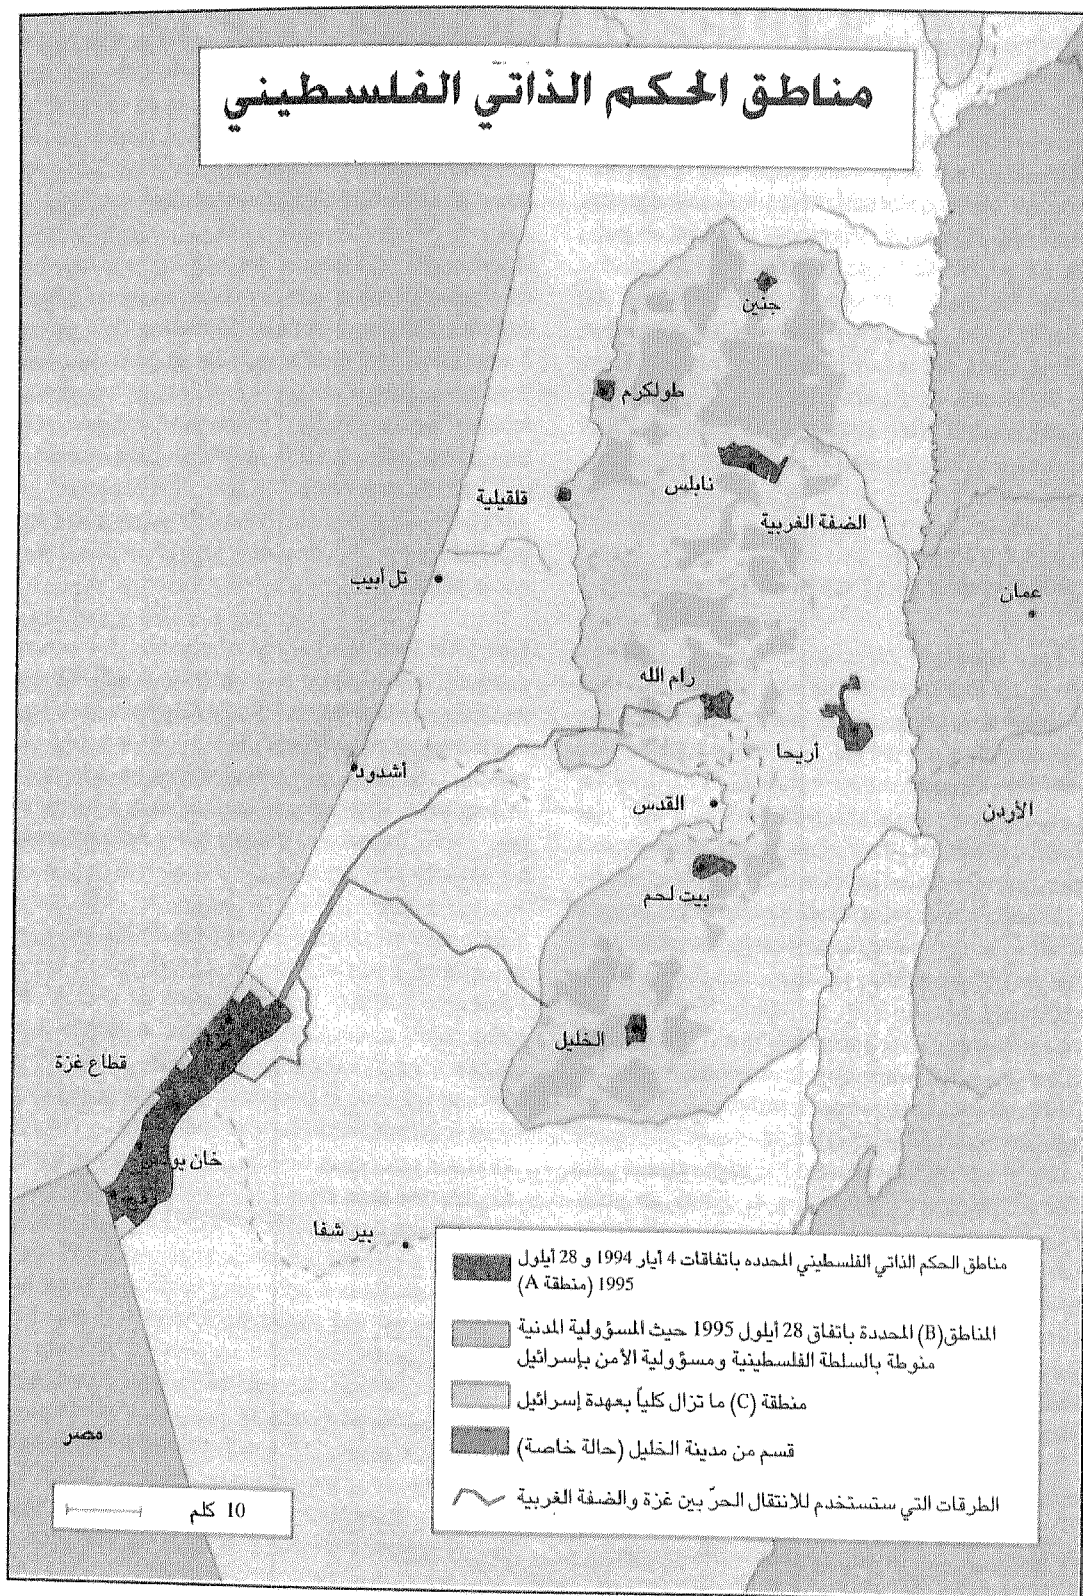 مناطق الحكم الذاتي الفلسطيني
جنين
طولكرم
نابلس
قلقيلية
الضفة الغربية
تل أبيب
عمان
رام الله
أريحا
أشدود
القدس
الأردن
بيت لحم
الخليل
قطاع غزة
خان يونس
رفح
بير شفا
مصر
10 كلم
مناطق الحكم الذاتي الفلسطيني المحدده باتفاقات 4 أيار 1994 و 28 أيلول
1995 (منطقة A)
المناطق (B) المحددة باتفاق 28 أيلول 1995 حيث المسؤولية المدنية
منوطة بالسلطة الفلسطينية ومسؤولية الأمن بإسرائيل
منطقة (C) ما تزال كلياً بعهدة إسرائيل
قسم من مدينة الخليل (حالة خاصة)
الطرقات التي ستستخدم للانتقال الحرّ بين غزة والضفة الغربية